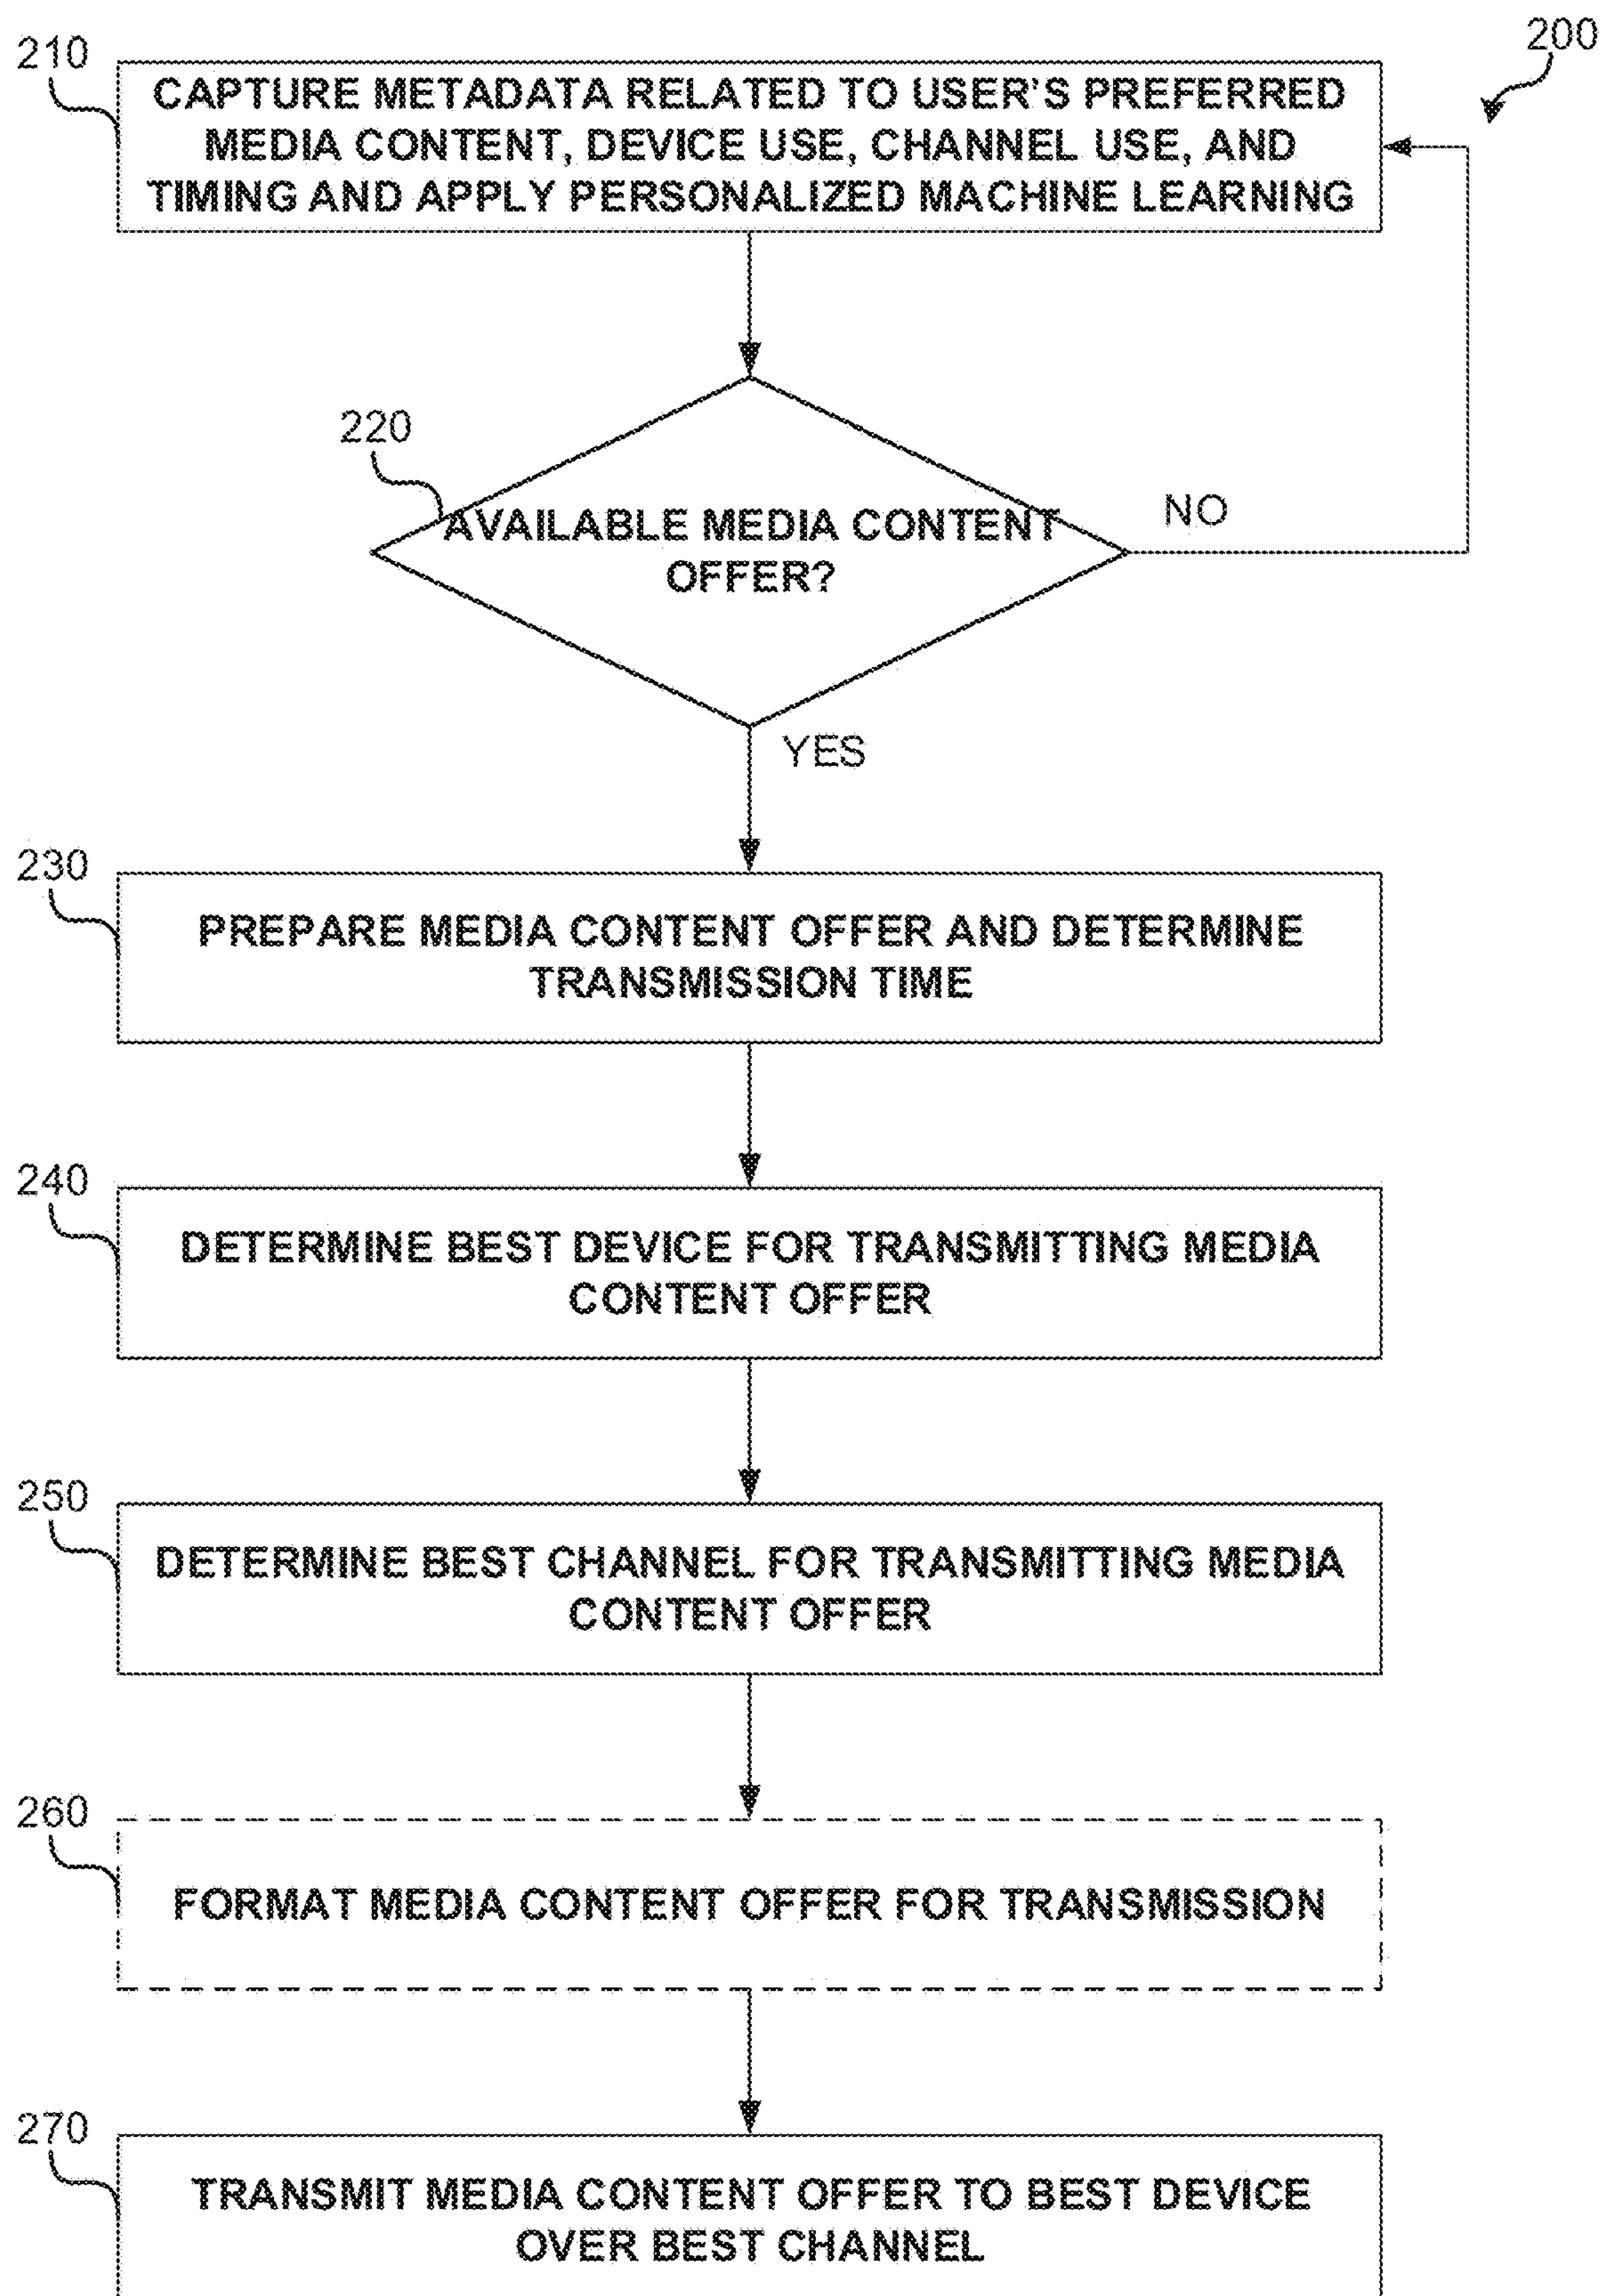 200
210
CAPTURE METADATA RELATED TO USER'S PREFERRED
MEDIA CONTENT, DEVICE USE, CHANNEL USE, AND
TIMING AND APPLY PERSONALIZED MACHINE LEARNING
220
AVAILABLE MEDIA CONTENT
OFFER?
NO
YES
230
PREPARE MEDIA CONTENT OFFER AND DETERMINE
TRANSMISSION TIME
240
DETERMINE BEST DEVICE FOR TRANSMITTING MEDIA
CONTENT OFFER
250
DETERMINE BEST CHANNEL FOR TRANSMITTING MEDIA
CONTENT OFFER
260
FORMAT MEDIA CONTENT OFFER FOR TRANSMISSION
270
TRANSMIT MEDIA CONTENT OFFER TO BEST DEVICE
OVER BEST CHANNEL